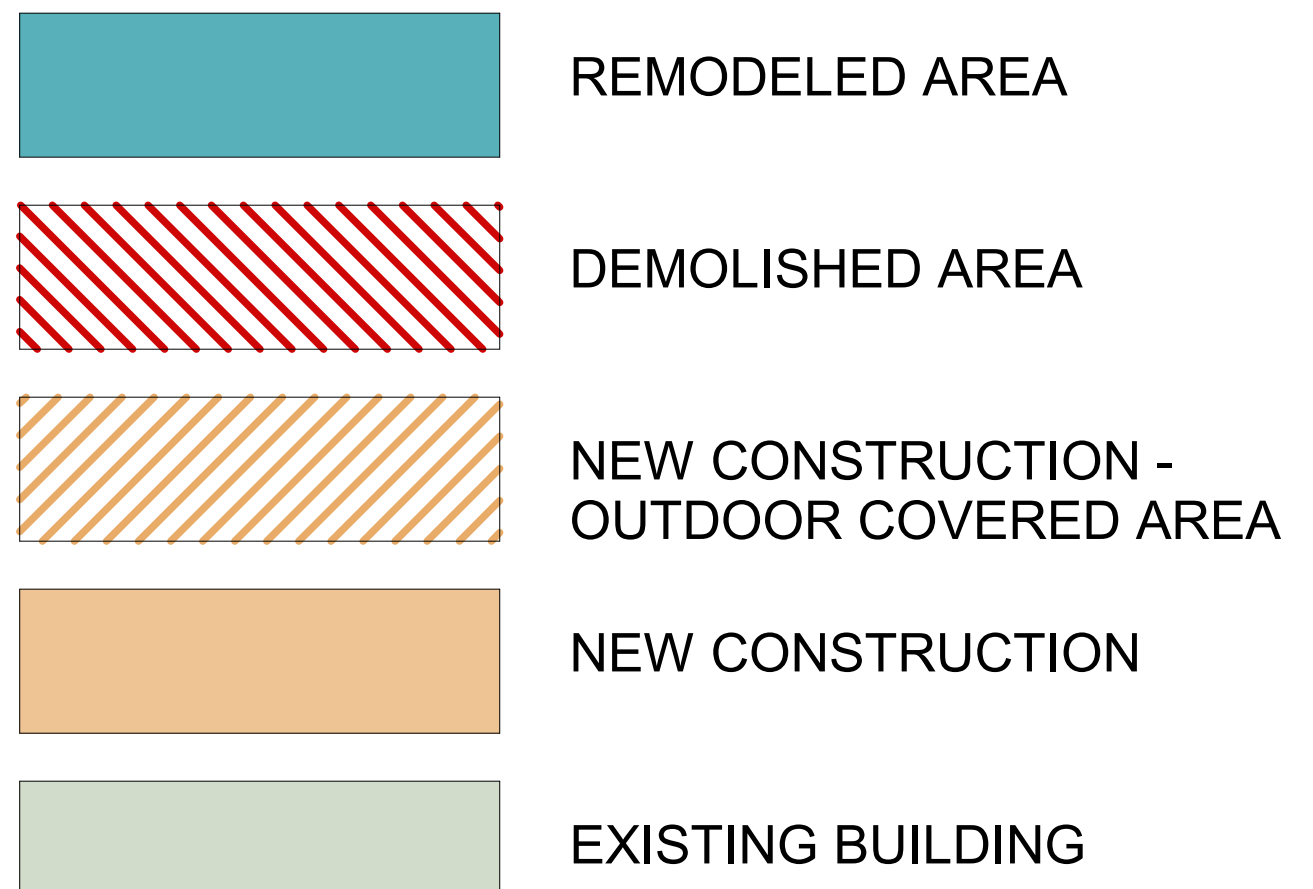 REMODELED AREA
DEMOLISHED AREA
NEW CONSTRUCTION -
OUTDOOR COVERED AREA
NEW CONSTRUCTION
EXISTING BUILDING